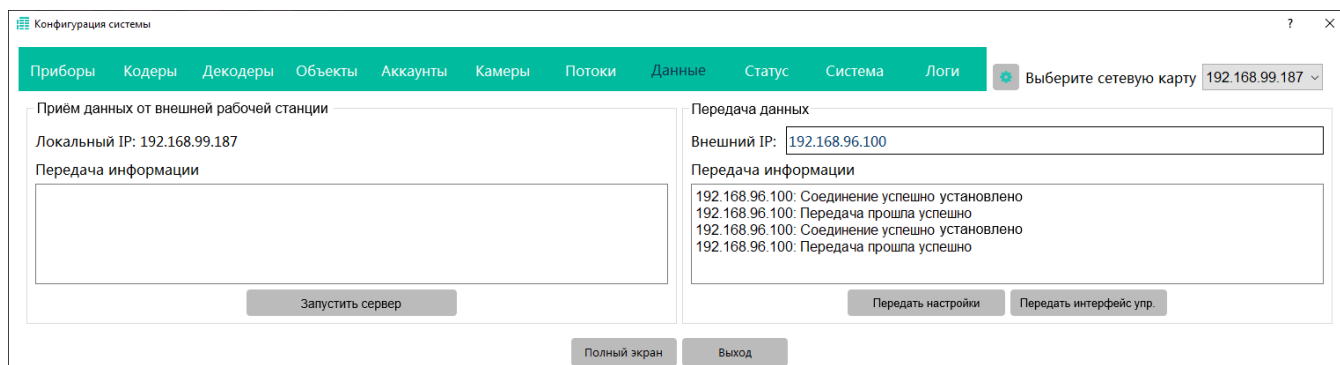 Конфигурация системы
? ×
Приборы Кодеры Декодеры Объекты Аккаунты Камеры Потоки Данные Статус Система Логи
Выберите сетевую карту 192.168.99.187
Приём данных от внешней рабочей станции
Локальный IP: 192.168.99.187
Передача информации
Запустить сервер
Передача данных
Внешний IP: 192.168.96.100
Передача информации
192.168.96.100: Соединение успешно установлено
192.168.96.100: Передача прошла успешно
192.168.96.100: Соединение успешно установлено
192.168.96.100: Передача прошла успешно
Передать настройки Передать интерфейс упр.
Полный экран Выход